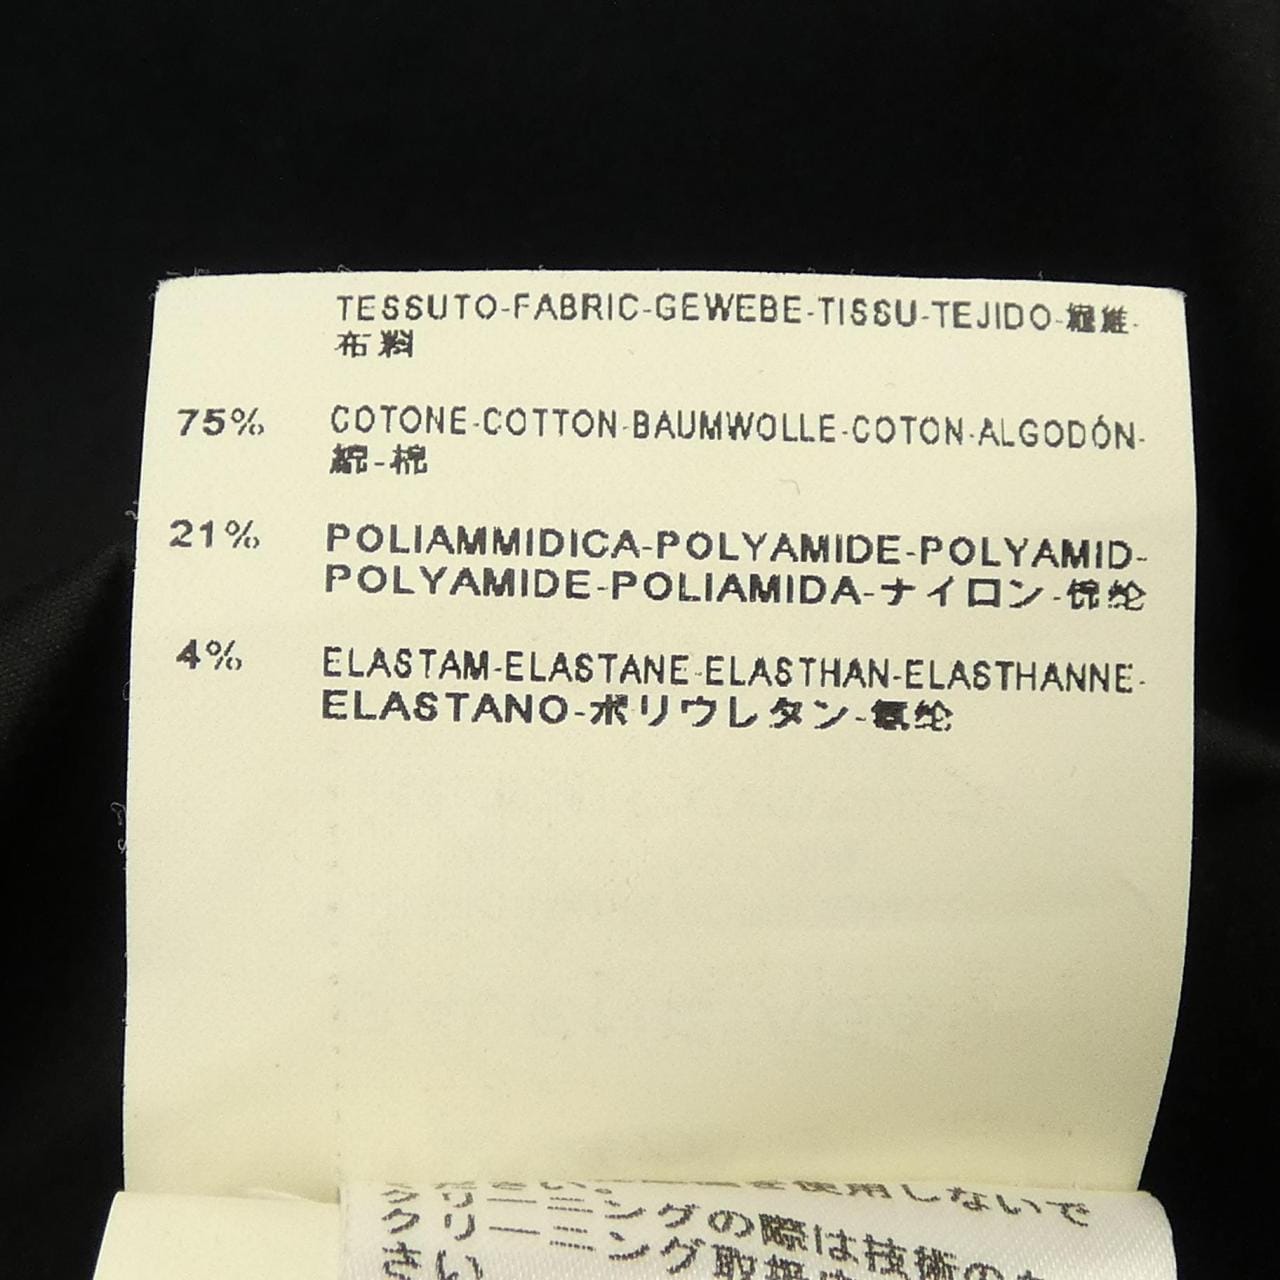 TESSUTO-FABRIC-GEWEBE-TISSU-TEJIDO-繊維-
布料
75% COTONE-COTTON-BAUMWOLLE-COTON-ALGODÓN-
綿-棉
21% POLIAMMIDICA-POLYAMIDE-POLYAMID-
POLYAMIDE-POLIAMIDA-ナイロン-锦纶
4% ELASTAM-ELASTANE-ELASTHAN-ELASTHANNE-
ELASTANO-ポリウレタン-氨纶
使用しないで
クリーニングの際は技術の
さい